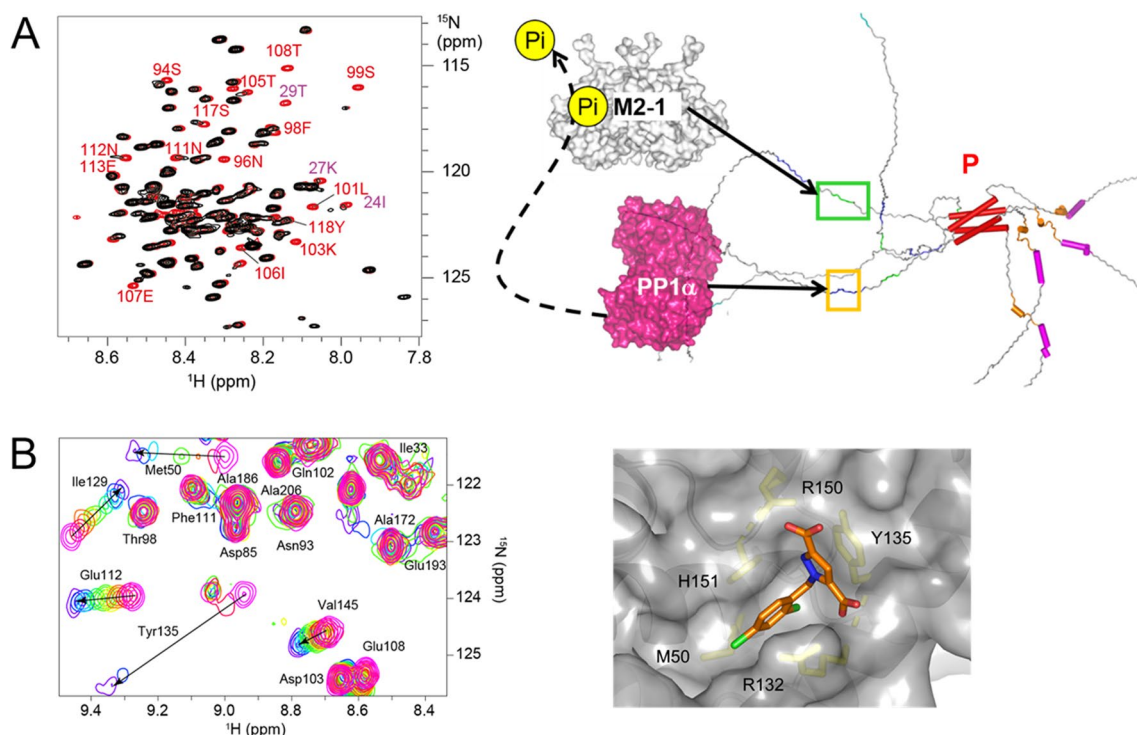 A
15N
(ppm)
108T
115
94S
105T
99S
29T
117S
98F
112N
111N
96N
113E
120
27K
101L
24I
118Y
103K
106I
107E
125
8.6
8.4
8.2
8.0
7.8
1H (ppm)
Pi
Pi
M2-1
P
PP1α
B
Met50
Ile129
Ala186
Gln102
Ile33
122
Ala206
Phe111
Ala172
Thr98
Asn93
Asp85
123
Glu193
15N (ppm)
Glu112
124
Val145
Tyr135
Glu108
125
Asp103
9.4
9.2
9.0
8.8
8.6
8.4
1H (ppm)
R150
Y135
H151
M50
R132